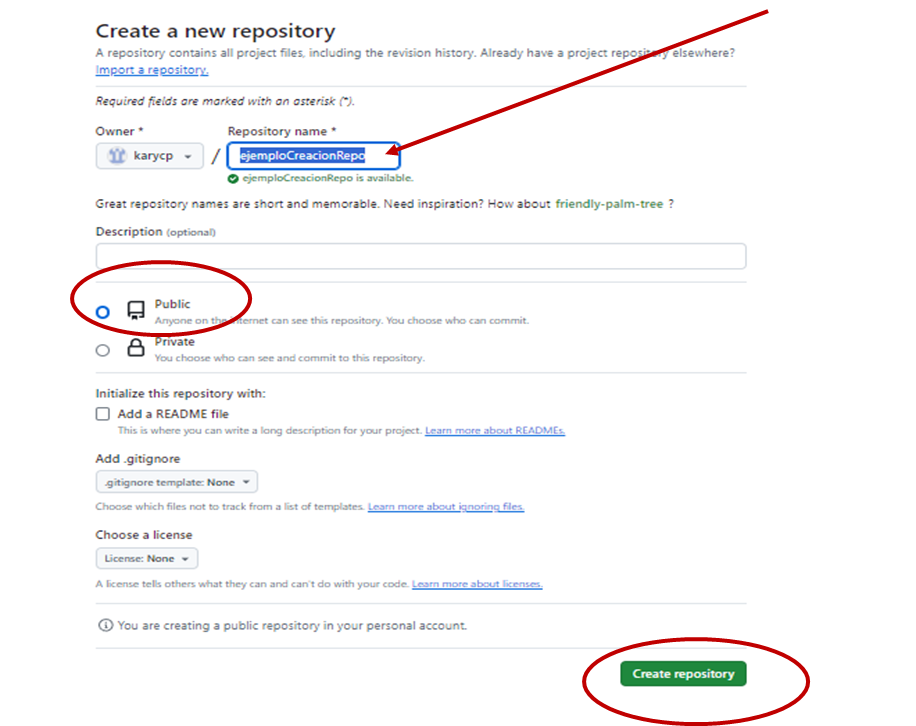 Create a new repository
A repository contains all project files, including the revision history. Already have a project repository elsewhere?
Import a repository.
Required fields are marked with an asterisk (*).
Owner * Repository name *
karycp / ejemploCreacionRepo
ejemploCreacionRepo is available.
Great repository names are short and memorable. Need inspiration? How about friendly-palm-tree ?
Description (optional)
Public
Anyone on the internet can see this repository. You choose who can commit.
Private
You choose who can see and commit to this repository.
Initialize this repository with:
Add a README file
This is where you can write a long description for your project. Learn more about READMEs.
Add .gitignore
.gitignore template: None
Choose which files not to track from a list of templates. Learn more about ignoring files.
Choose a license
License: None
A license tells others what they can and can't do with your code. Learn more about licenses.
You are creating a public repository in your personal account.
Create repository